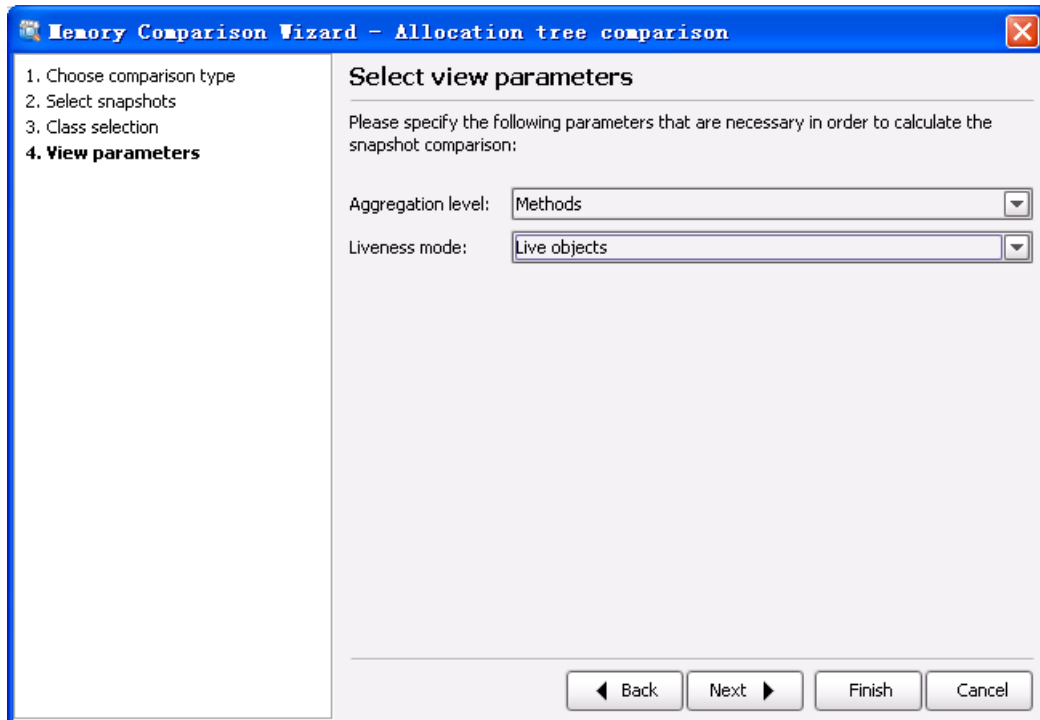 Memory Comparison Wizard - Allocation tree comparison
1. Choose comparison type
2. Select snapshots
3. Class selection
4. View parameters
Select view parameters
Please specify the following parameters that are necessary in order to calculate the
snapshot comparison:
Aggregation level: Methods
Liveness mode: Live objects
Back Next Finish Cancel